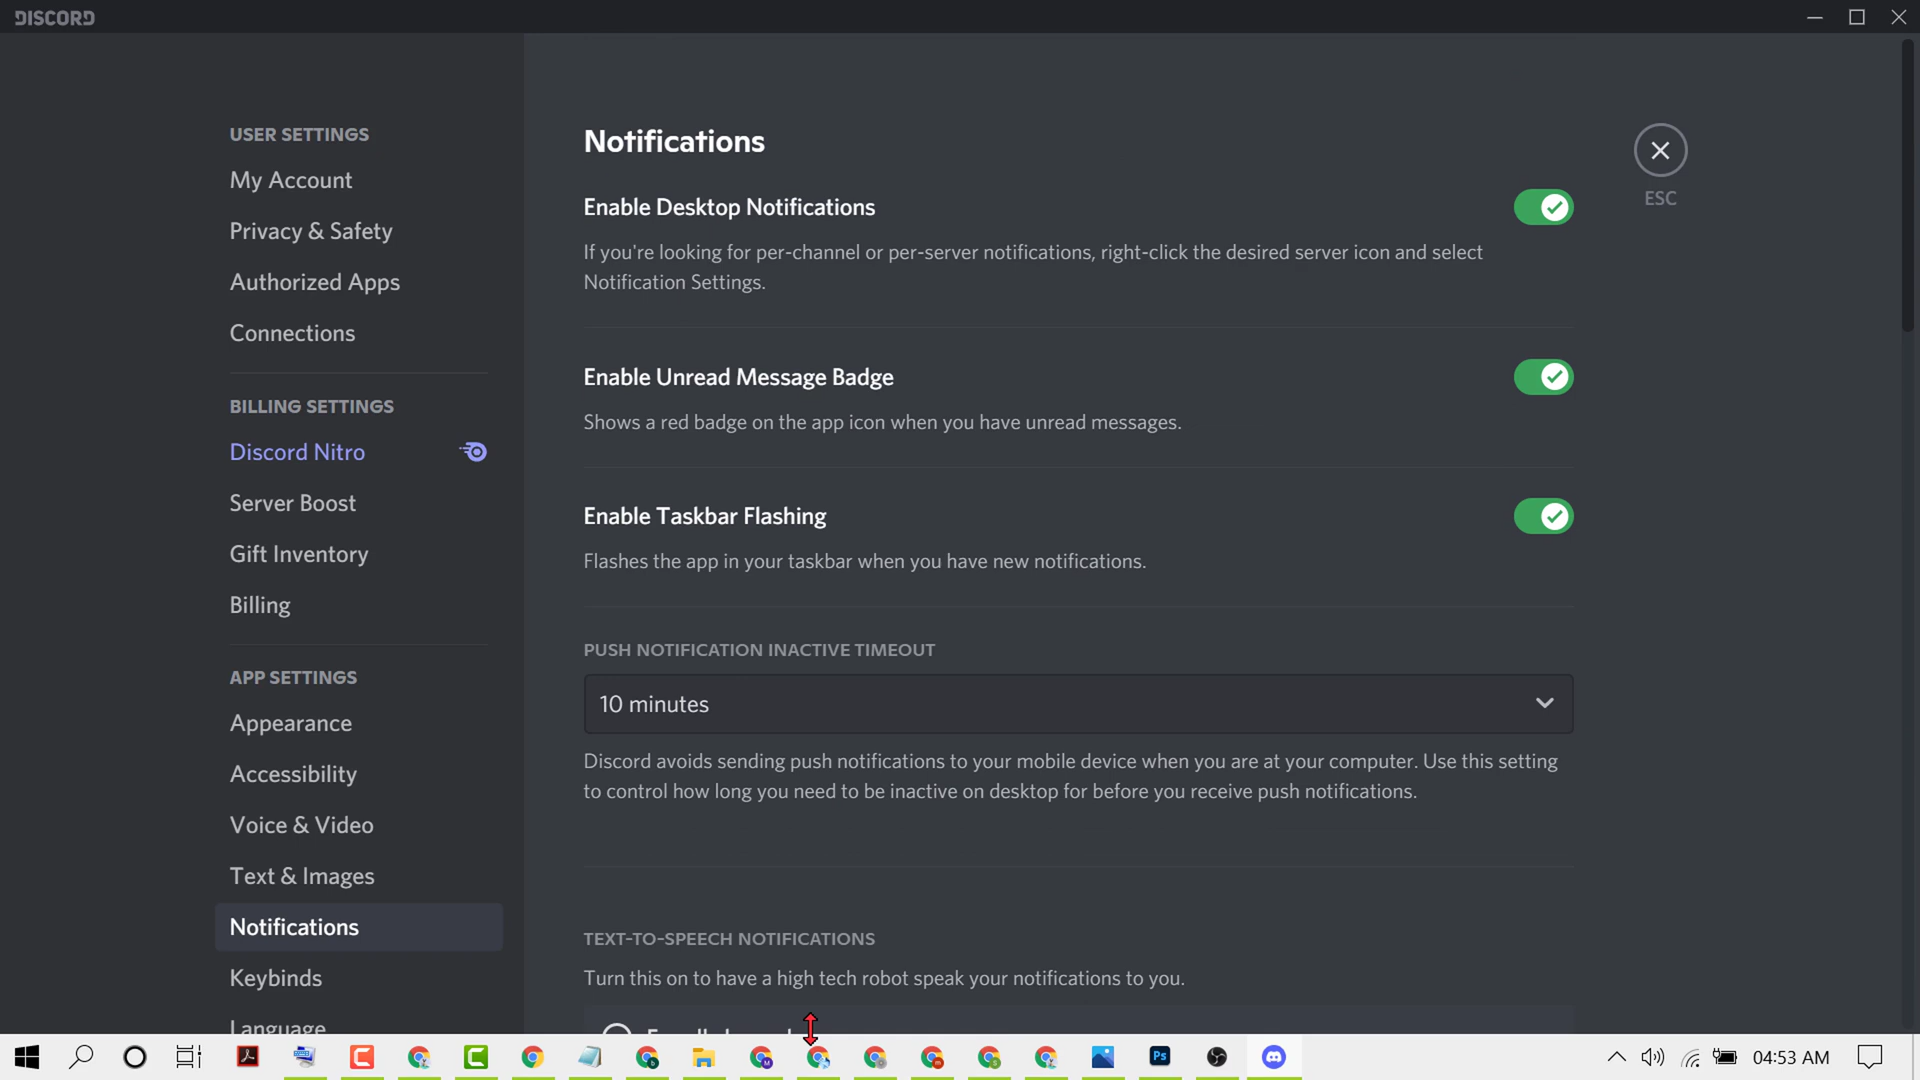 DISCORD
USER SETTINGS
My Account
Privacy & Safety
Authorized Apps
Connections
BILLING SETTINGS
Discord Nitro
Server Boost
Gift Inventory
Billing
APP SETTINGS
Appearance
Accessibility
Voice & Video
Text & Images
Notifications
Keybinds
Language
Notifications
Enable Desktop Notifications
If you're looking for per-channel or per-server notifications, right-click the desired server icon and select
Notification Settings.
Enable Unread Message Badge
Shows a red badge on the app icon when you have unread messages.
Enable Taskbar Flashing
Flashes the app in your taskbar when you have new notifications.
PUSH NOTIFICATION INACTIVE TIMEOUT
10 minutes
Discord avoids sending push notifications to your mobile device when you are at your computer. Use this setting
to control how long you need to be inactive on desktop for before you receive push notifications.
TEXT-TO-SPEECH NOTIFICATIONS
Turn this on to have a high tech robot speak your notifications to you.
ESC
Ps
04:53 AM